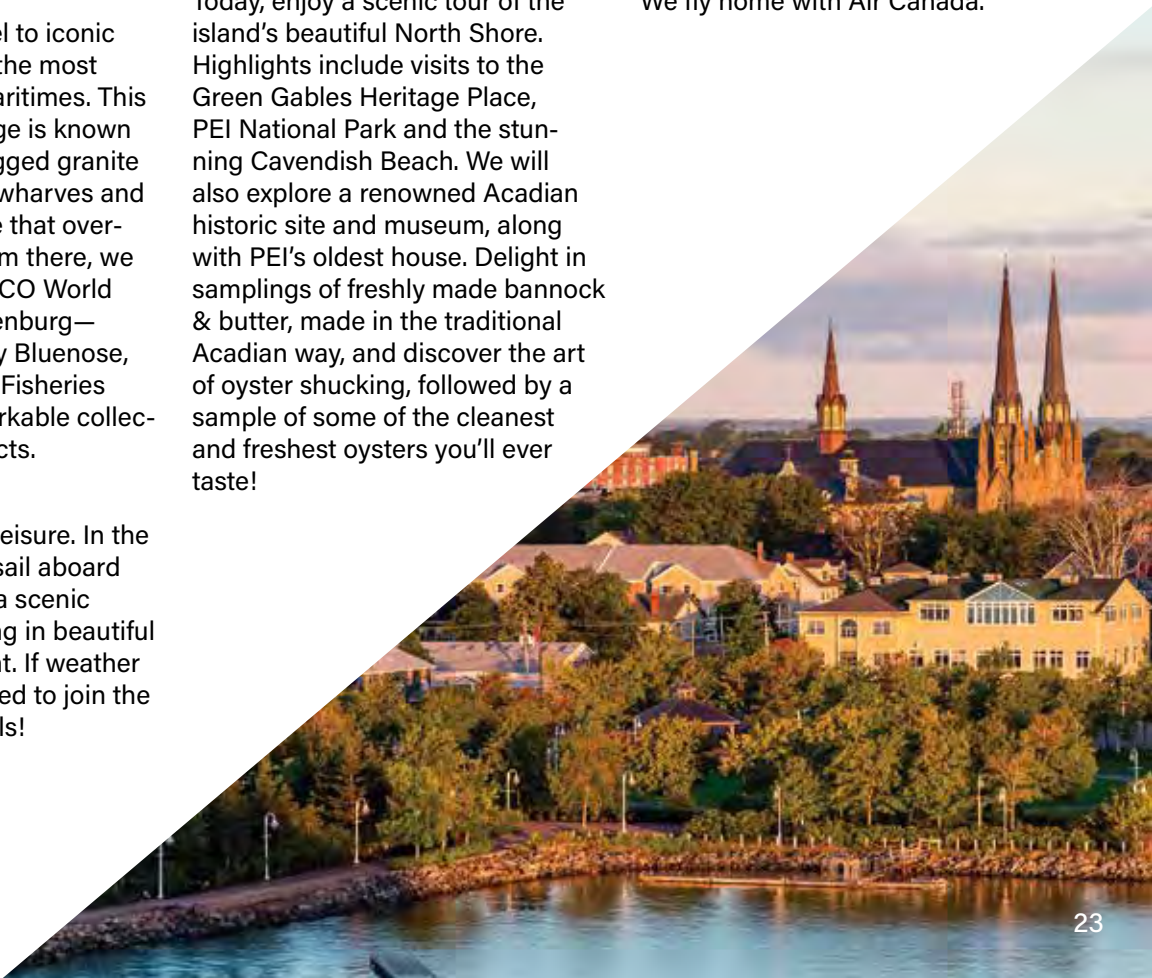 el to iconic
the most
aritimes. This
ge is known
gged granite
wharves and
e that over-
m there, we
CO World
enburg—
y Bluenose,
Fisheries
rkable collec-
cts.
eisure. In the
sail aboard
a scenic
ng in beautiful
t. If weather
ed to join the
ls!
Today, enjoy a scenic tour of the
island’s beautiful North Shore.
Highlights include visits to the
Green Gables Heritage Place,
PEI National Park and the stun-
ning Cavendish Beach. We will
also explore a renowned Acadian
historic site and museum, along
with PEI’s oldest house. Delight in
samplings of freshly made bannock
& butter, made in the traditional
Acadian way, and discover the art
of oyster shucking, followed by a
sample of some of the cleanest
and freshest oysters you’ll ever
taste!
We fly home with Air Canada.
23